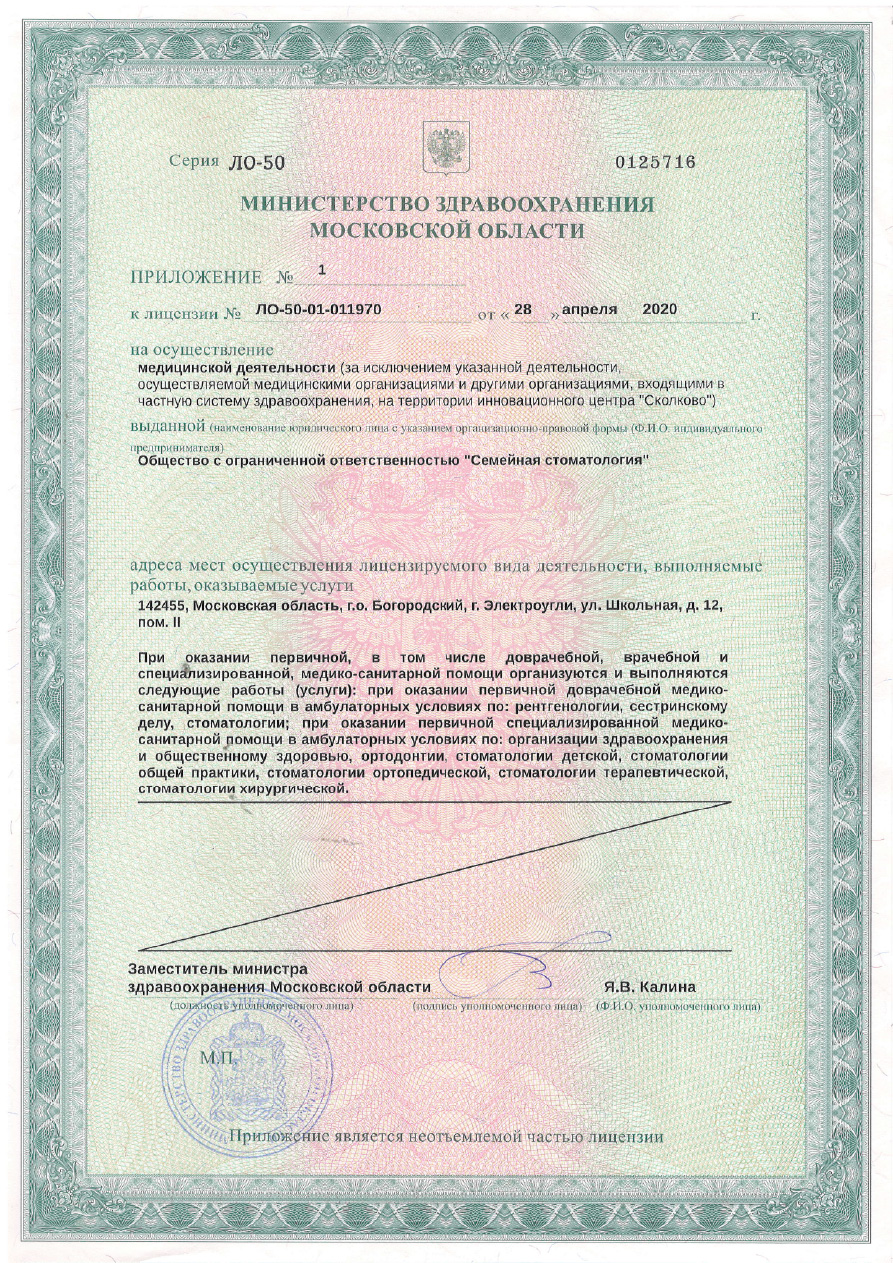 Серия ЛО-50 0125716
МИНИСТЕРСТВО ЗДРАВООХРАНЕНИЯ
МОСКОВСКОЙ ОБЛАСТИ
ПРИЛОЖЕНИЕ № 1
к лицензии № ЛО-50-01-011970 от « 28 » апреля 2020 г.
на осуществление
медицинской деятельности (за исключением указанной деятельности,
осуществляемой медицинскими организациями и другими организациями, входящими в
частную систему здравоохранения, на территории инновационного центра "Сколково")
выданной (наименование юридического лица с указанием организационно-правовой формы (Ф.И.О. индивидуального
предпринимателя)
Общество с ограниченной ответственностью "Семейная стоматология"
адреса мест осуществления лицензируемого вида деятельности, выполняемые
работы, оказываемые услуги
142455, Московская область, г.о. Богородский, г. Электроугли, ул. Школьная, д. 12,
пом. II
При оказании первичной, в том числе доврачебной, врачебной и
специализированной, медико-санитарной помощи организуются и выполняются
следующие работы (услуги): при оказании первичной доврачебной медико-
санитарной помощи в амбулаторных условиях по: рентгенологии, сестринскому
делу, стоматологии; при оказании первичной специализированной медико-
санитарной помощи в амбулаторных условиях по: организации здравоохранения
и общественному здоровью, ортодонтии, стоматологии детской, стоматологии
общей практики, стоматологии ортопедической, стоматологии терапевтической,
стоматологии хирургической.
Заместитель министра
здравоохранения Московской области Я.В. Калина
(должность уполномоченного лица) (подпись уполномоченного лица) (Ф.И.О. уполномоченного лица)
М.П.
Приложение является неотъемлемой частью лицензии